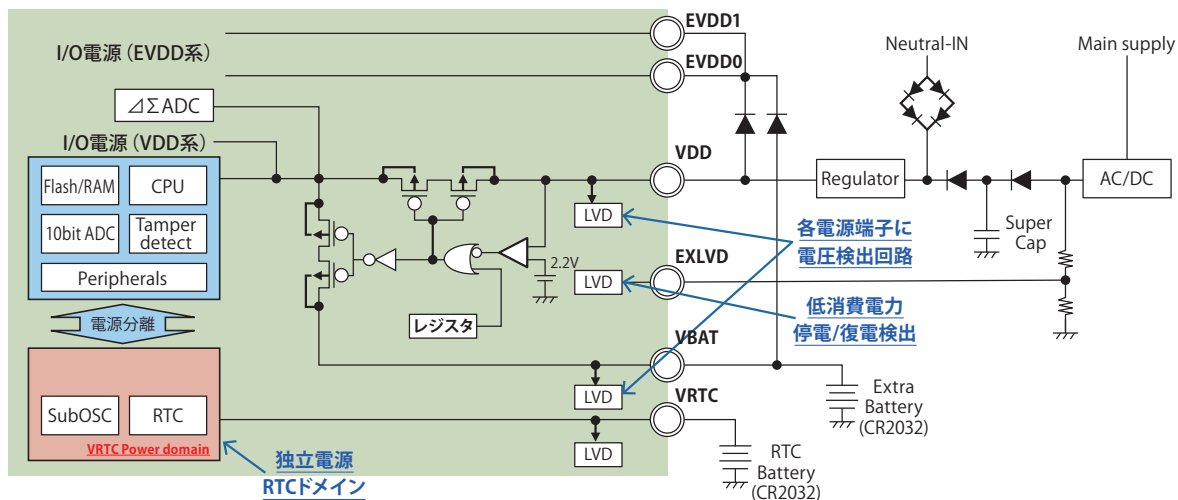 I/O電源（EVDD系）
EVDD1
EVDD0
Neutral-IN
Main supply
⊿ΣADC
I/O電源（VDD系）
VDD
Flash/RAM
CPU
10bit ADC
Tamper
detect
Peripherals
Regulator
AC/DC
LVD
Super
Cap
各電源端子に
電圧検出回路
2.2V
EXLVD
LVD
レジスタ
低消費電力
停電/復電検出
電源分離
VBAT
LVD
Extra
Battery
(CR2032)
SubOSC
RTC
VRTC Power domain
VRTC
LVD
RTC
Battery
(CR2032)
独立電源
RTCドメイン